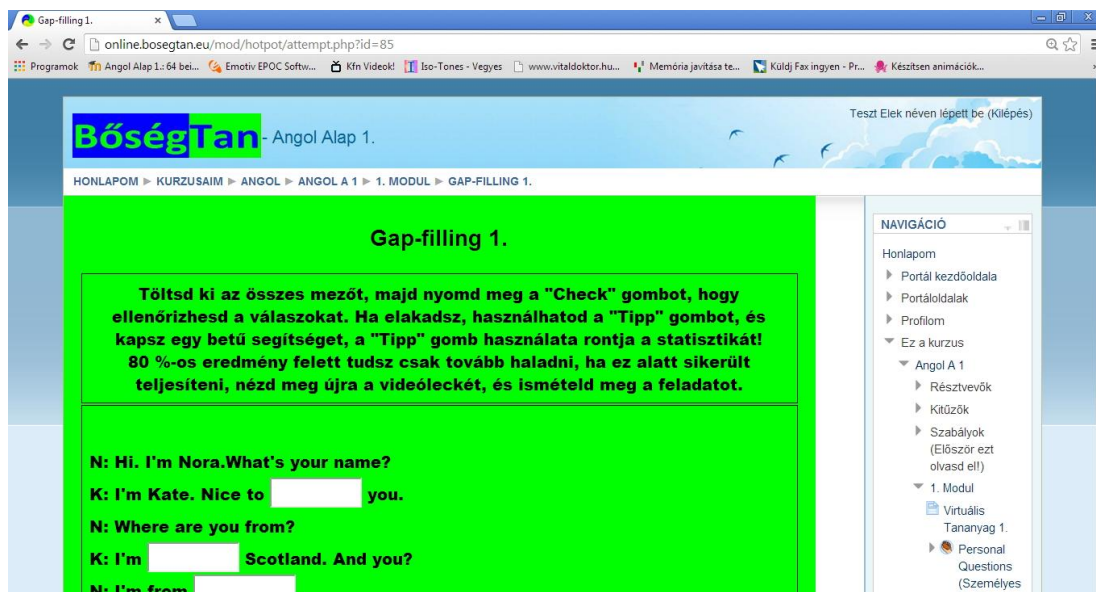 Gap-filling 1.
online.bosegtan.eu/mod/hotpot/attempt.php?id=85
Programok Angol Alap 1.: 64 bei... Emotiv EPOC Softw... Kfn Videok! Iso-Tones - Vegyes www.vitaldoktor.hu... Memória javítása te... Küldj Fax ingyen - Pr... Készítsen animációk...
Teszt Elek néven lépett be (Kilépés)
BőségTan - Angol Alap 1.
HONLAPOM ► KURZUSAIM ► ANGOL ► ANGOL A 1 ► 1. MODUL ► GAP-FILLING 1.
Gap-filling 1.
Töltsd ki az összes mezőt, majd nyomd meg a "Check" gombot, hogy
ellenőrizhesd a válaszokat. Ha elakadsz, használhatod a "Tipp" gombot, és
kapsz egy betű segítséget, a "Tipp" gomb használata rontja a statisztikát!
80 %-os eredmény felett tudsz csak tovább haladni, ha ez alatt sikerült
teljesíteni, nézd meg újra a videóleckét, és ismételd meg a feladatot.
N: Hi. I'm Nora.What's your name?
K: I'm Kate. Nice to you.
N: Where are you from?
K: I'm Scotland. And you?
N: I'm from
NAVIGÁCIÓ
Honlapom
Portál kezdőoldala
Portáloldalak
Profilom
Ez a kurzus
Angol A 1
Résztvevők
Kitűzők
Szabályok
(Először ezt
olvasd el!)
1. Modul
Virtuális
Tananyag 1.
Personal
Questions
(Személyes